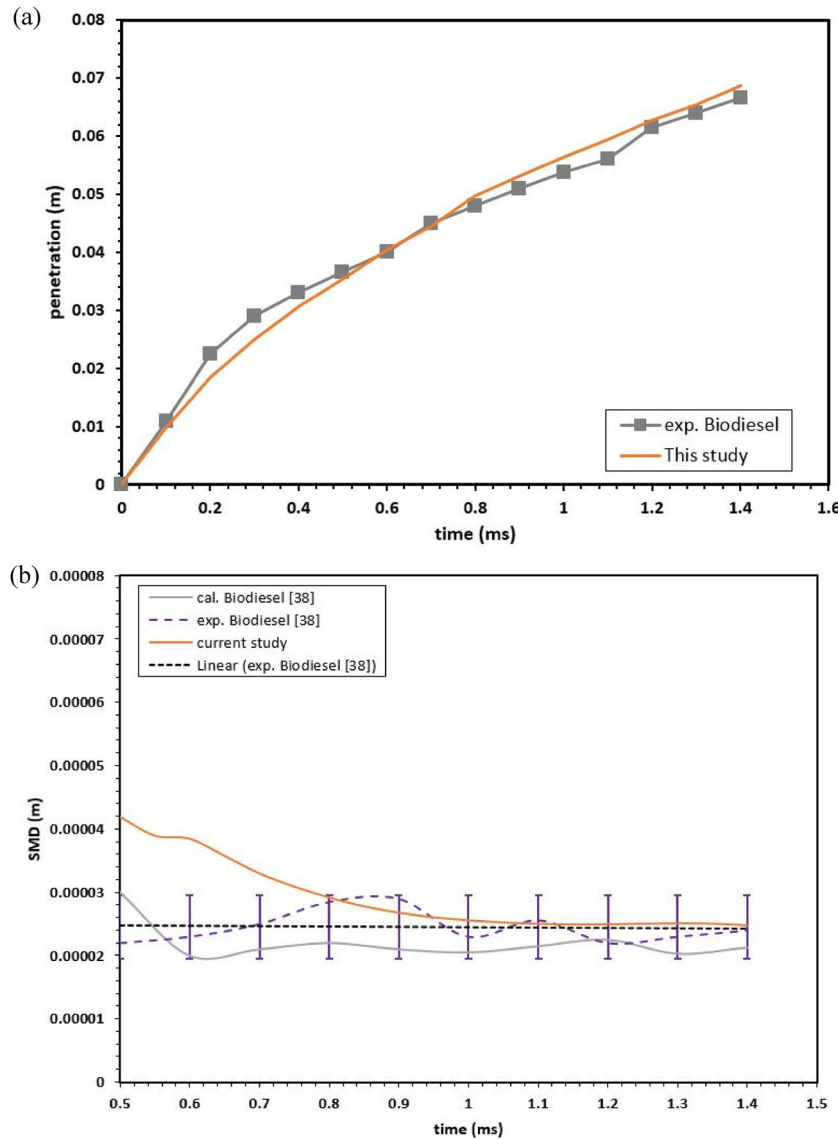 (a)
0.08
0.07
0.06
0.05
0.04
0.03
0.02
0.01
0
penetration (m)
0 0.2 0.4 0.6 0.8 1 1.2 1.4 1.6
time (ms)
exp. Biodiesel
This study
(b)
0.00008
0.00007
0.00006
0.00005
0.00004
0.00003
0.00002
0.00001
0
SMD (m)
cal. Biodiesel [38]
exp. Biodiesel [38]
current study
Linear (exp. Biodiesel [38])
0.5 0.6 0.7 0.8 0.9 1 1.1 1.2 1.3 1.4 1.5
time (ms)